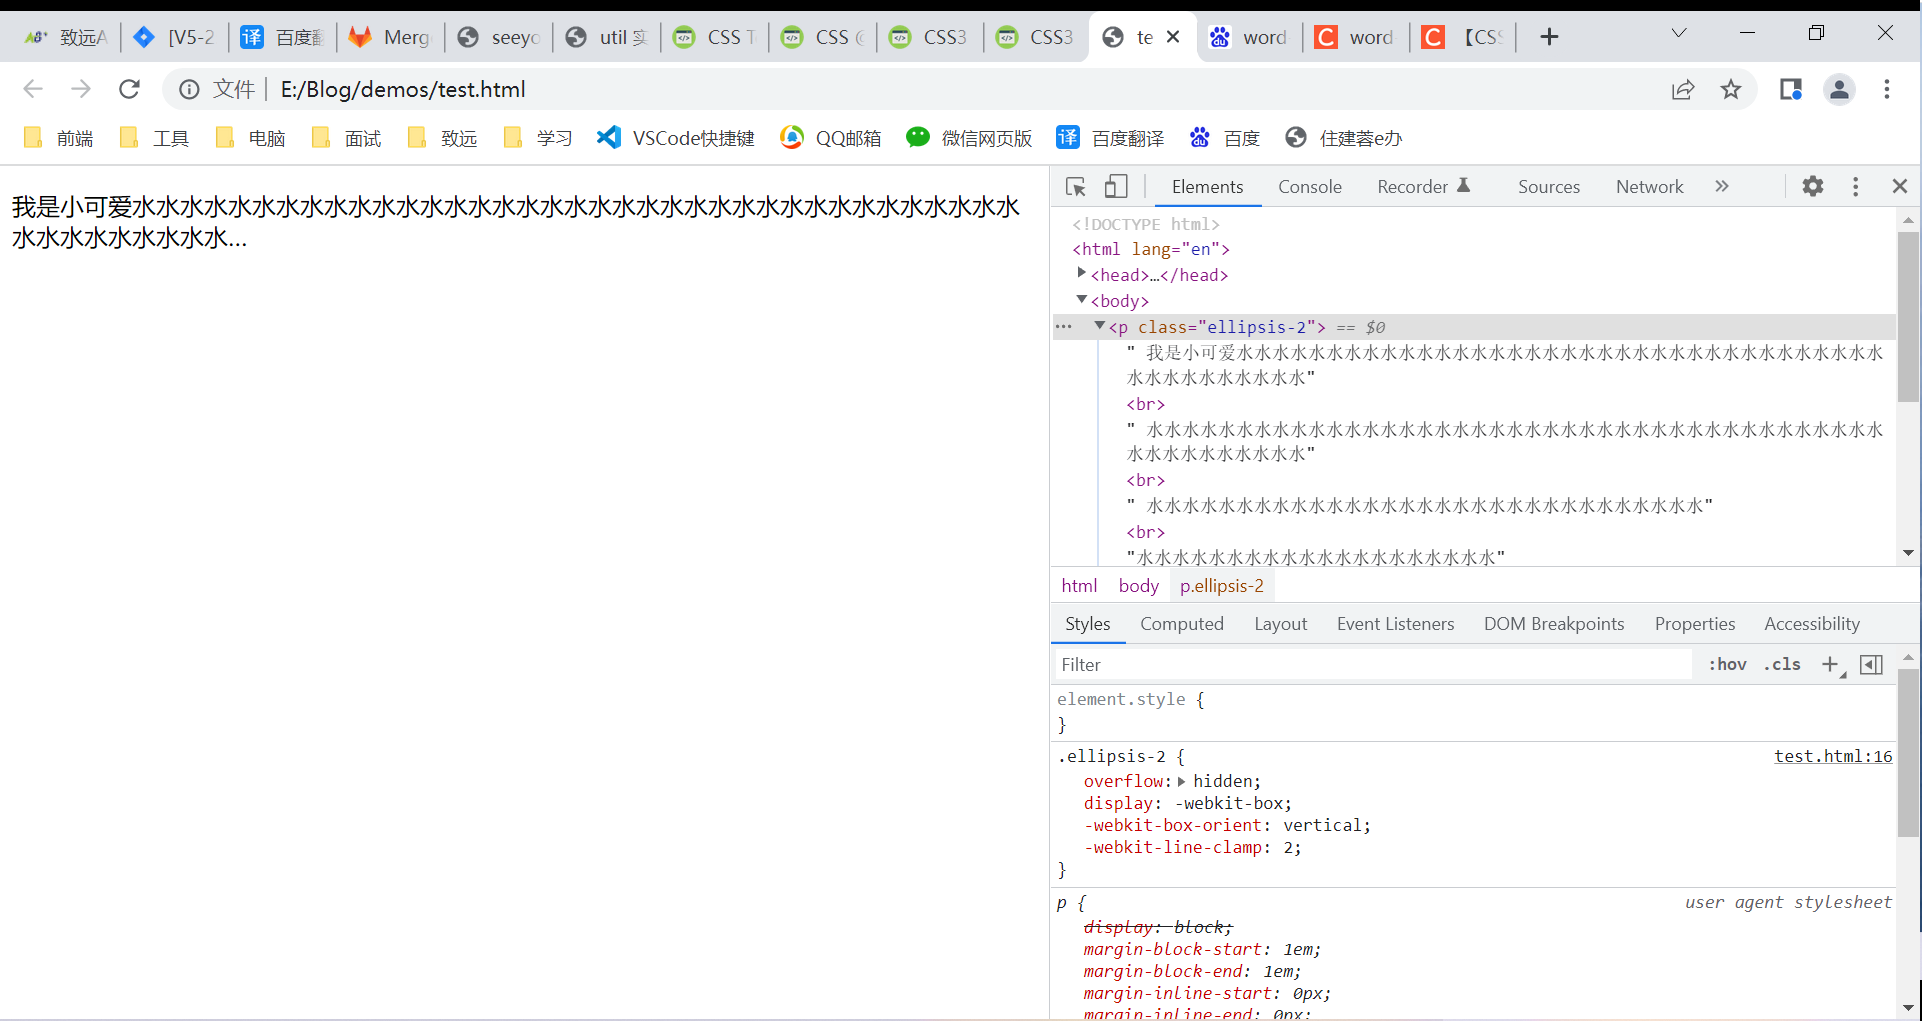 致远A
[V5-2
译 百度翻
Merg
seeyo
util 实
CSS T
CSS @
CSS3
CSS3
te
word
C word
C 【CSS
文件 E:/Blog/demos/test.html
前端 工具 电脑 面试 致远 学习 VSCode快捷键 QQ邮箱 微信网页版 译 百度翻译 百度 住建蓉e办
我是小可爱水水水水水水水水水水水水水水水水水水水水水水水水水水水水水水水水水水水水水
水水水水水水水水水...
Elements Console Recorder Sources Network »
<!DOCTYPE html>
<html lang="en">
<head>…</head>
<body>
<p class="ellipsis-2"> == $0
" 我是小可爱水水水水水水水水水水水水水水水水水水水水水水水水水水水水水水水水水水水水
水水水水水水水水水水"
<br>
" 水水水水水水水水水水水水水水水水水水水水水水水水水水水水水水水水水水水水水水水水水
水水水水水水水水水水"
<br>
" 水水水水水水水水水水水水水水水水水水水水水水水水水水水水水水水"
<br>
"水水水水水水水水水水水水水水水水水水水水"
html body p.ellipsis-2
Styles Computed Layout Event Listeners DOM Breakpoints Properties Accessibility
Filter :hov .cls +
element.style {
}
.ellipsis-2 { test.html:16
overflow: hidden;
display: -webkit-box;
-webkit-box-orient: vertical;
-webkit-line-clamp: 2;
}
p { user agent stylesheet
display: block;
margin-block-start: 1em;
margin-block-end: 1em;
margin-inline-start: 0px;
margin-inline-end: 0px;